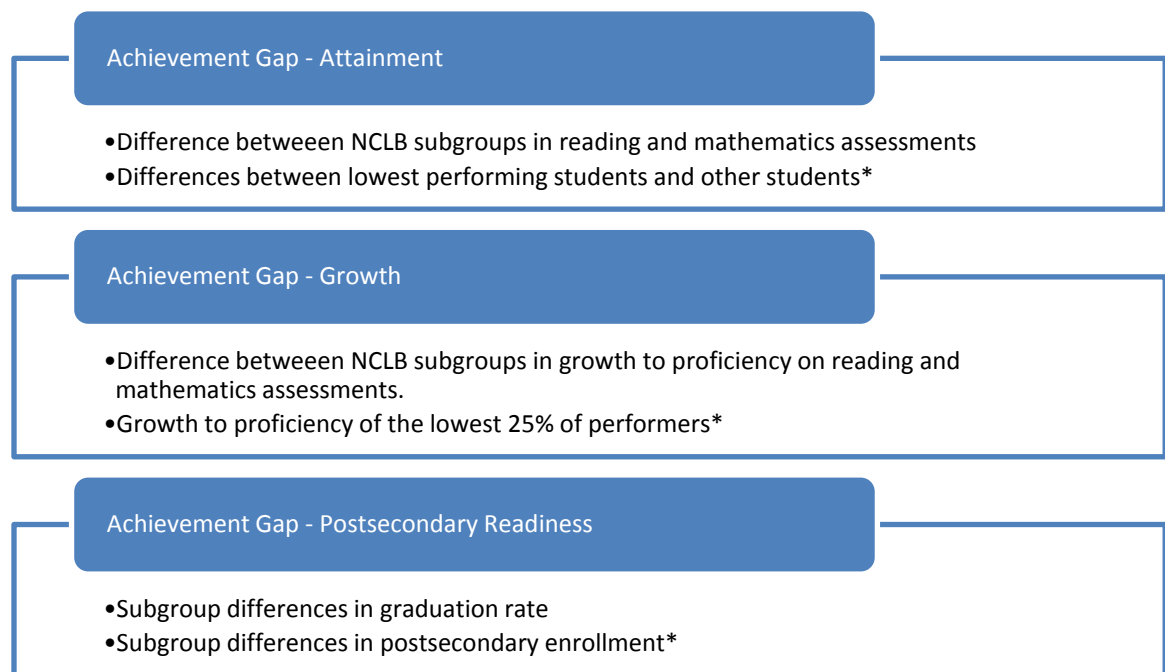 Achievement Gap - Attainment
•Difference betweeen NCLB subgroups in reading and mathematics assessments
•Differences between lowest performing students and other students*
Achievement Gap - Growth
•Difference betweeen NCLB subgroups in growth to proficiency on reading and
mathematics assessments.
•Growth to proficiency of the lowest 25% of performers*
Achievement Gap - Postsecondary Readiness
•Subgroup differences in graduation rate
•Subgroup differences in postsecondary enrollment*